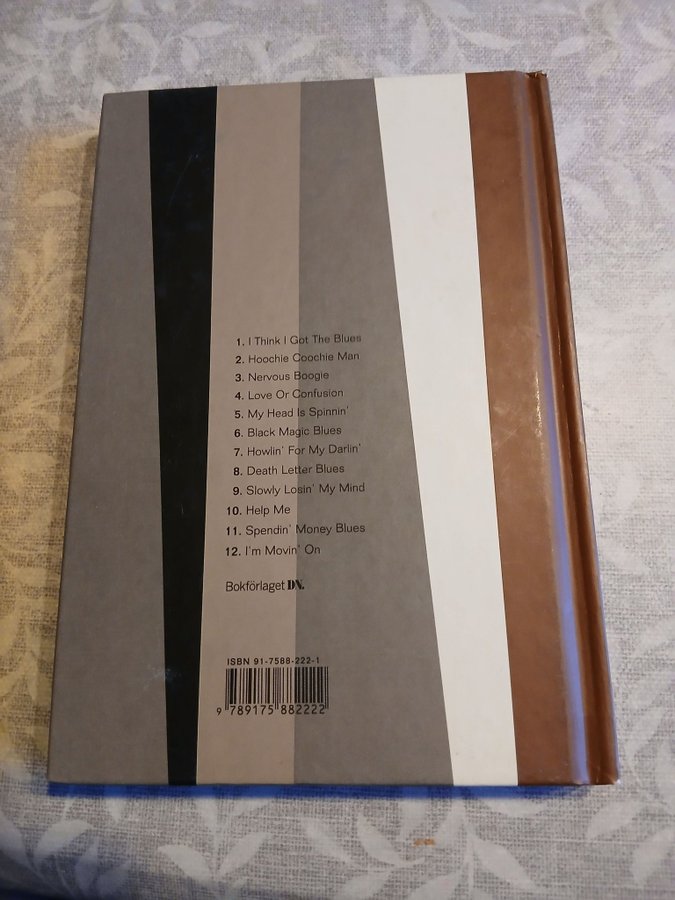 1. I Think I Got The Blues
2. Hoochie Coochie Man
3. Nervous Boogie
4. Love Or Confusion
5. My Head Is Spinnin'
6. Black Magic Blues
7. Howlin' For My Darlin'
8. Death Letter Blues
9. Slowly Losin' My Mind
10. Help Me
11. Spendin' Money Blues
12. I'm Movin' On
Bokförlaget DN.
ISBN 91-7588-222-1
9 789175 882222